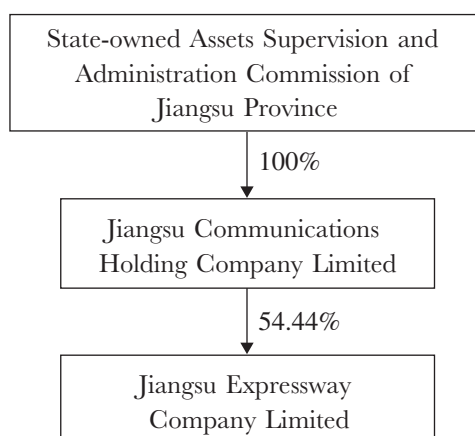 State-owned Assets Supervision and
Administration Commission of
Jiangsu Province
100%
Jiangsu Communications
Holding Company Limited
54.44%
Jiangsu Expressway
Company Limited